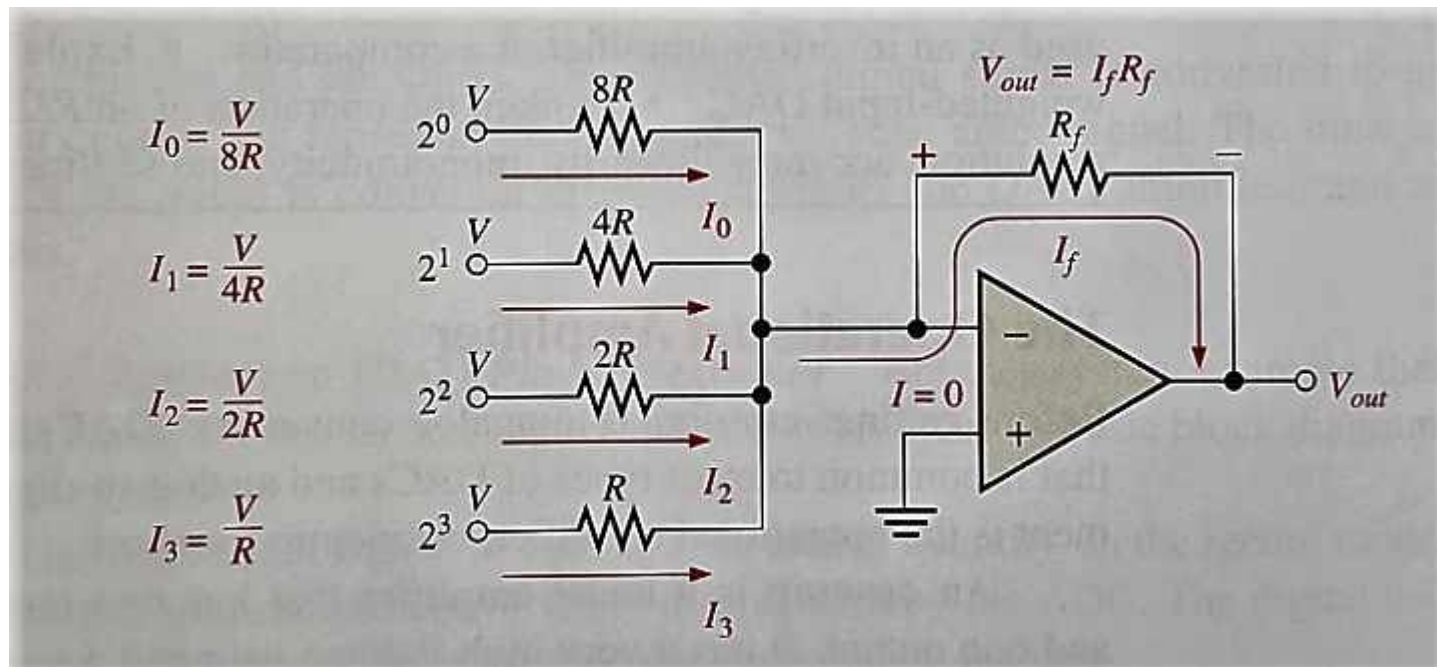 V_out = I_f R_f
I_0 = V/8R
2^0
V
8R
R_f
+
−
I_0
I_1 = V/4R
2^1
V
4R
I_f
I_1
−
I_2 = V/2R
2^2
V
2R
I = 0
V_out
+
I_2
I_3 = V/R
2^3
V
R
I_3